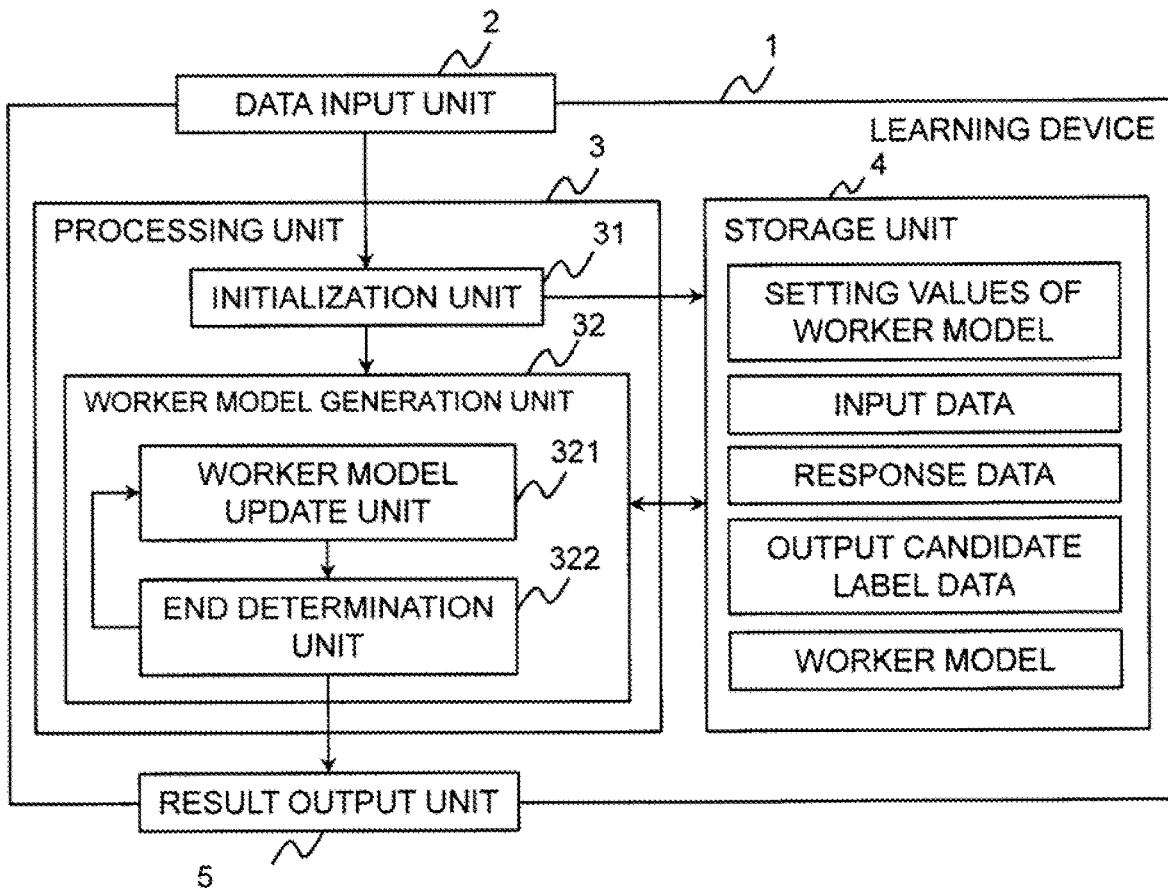 2
DATA INPUT UNIT
1
LEARNING DEVICE
3
PROCESSING UNIT
31
INITIALIZATION UNIT
32
WORKER MODEL GENERATION UNIT
321
WORKER MODEL
UPDATE UNIT
322
END DETERMINATION
UNIT
4
STORAGE UNIT
SETTING VALUES OF
WORKER MODEL
INPUT DATA
RESPONSE DATA
OUTPUT CANDIDATE
LABEL DATA
WORKER MODEL
RESULT OUTPUT UNIT
5